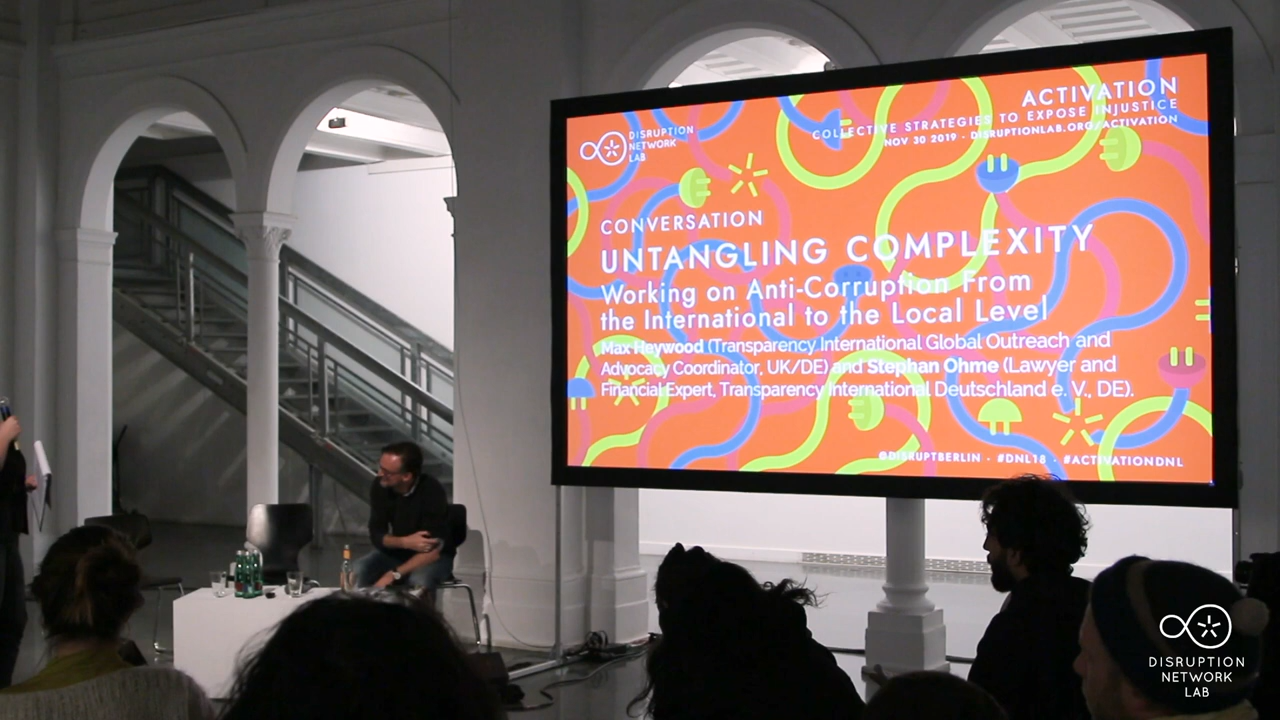 DISRUPTION
NETWORK
LAB
ACTIVATION
COLLECTIVE STRATEGIES TO EXPOSE INJUSTICE
NOV 30 2019 · DISRUPTIONLAB.ORG/ACTIVATION
CONVERSATION
UNTANGLING COMPLEXITY
Working on Anti-Corruption From
the International to the Local Level
Max Heywood (Transparency International Global Outreach and
Advocacy Coordinator, UK/DE) and Stephan Ohme (Lawyer and
Financial Expert, Transparency International Deutschland e. V., DE).
@DISRUPTBERLIN · #DNL18 · #ACTIVATIONDNL
DISRUPTION
NETWORK
LAB